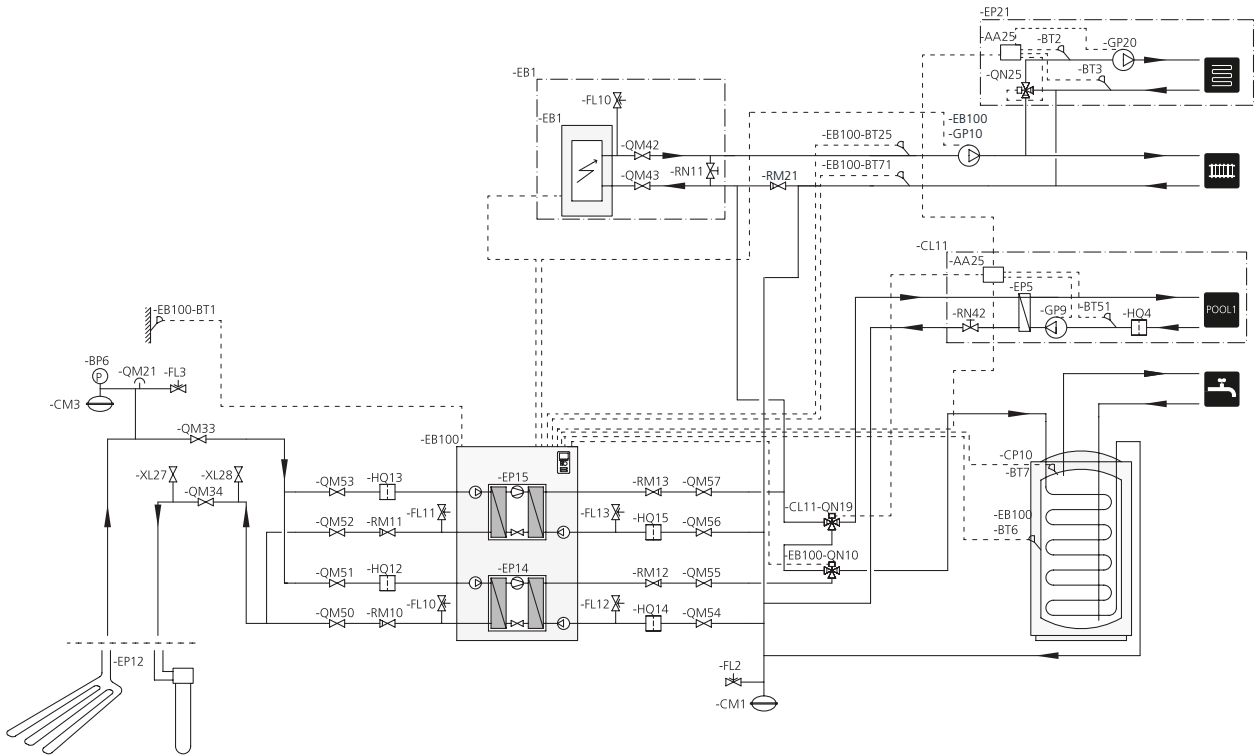 -EP21
-AA25
-BT2
-GP20
-QN25
-BT3
-EB1
-FL10
-EB1
-QM42
-EB100-BT25
-EB100
-GP10
-QM43
-RN11
-RM21
-EB100-BT71
-CL11
-AA25
-EP5
-EB100-BT1
-RN42
-GP9
-BT51
-HQ4
POOL1
-BP6
P
-QM21
-FL3
-CM3
-QM33
-EB100
-XL27
-XL28
-QM34
-QM53
-HQ13
-EP15
-RM13
-QM57
-CP10
-BT7
-QM52
-RM11
-FL11
-FL13
-HQ15
-QM56
-CL11-QN19
-EB100
-BT6
-QM51
-HQ12
-EP14
-RM12
-QM55
-EB100-QN10
-QM50
-RM10
-FL10
-FL12
-HQ14
-QM54
-EP12
-FL2
-CM1